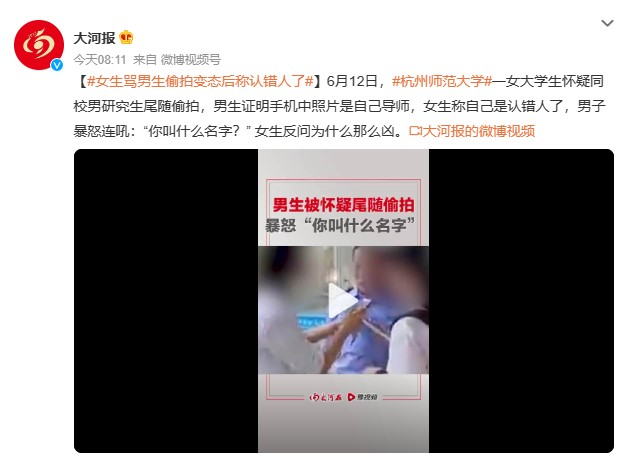 大河报
今天08:11 来自 微博视频号
【#女生骂男生偷拍变态后称认错人了#】6月12日，#杭州师范大学#一女大学生怀疑同
校男研究生尾随偷拍，男生证明手机中照片是自己导师，女生称自己是认错人了，男子
暴怒连吼：“你叫什么名字？” 女生反问为什么那么凶。大河报的微博视频
男生被怀疑尾随偷拍
暴怒“你叫什么名字”
大河报 豫视频